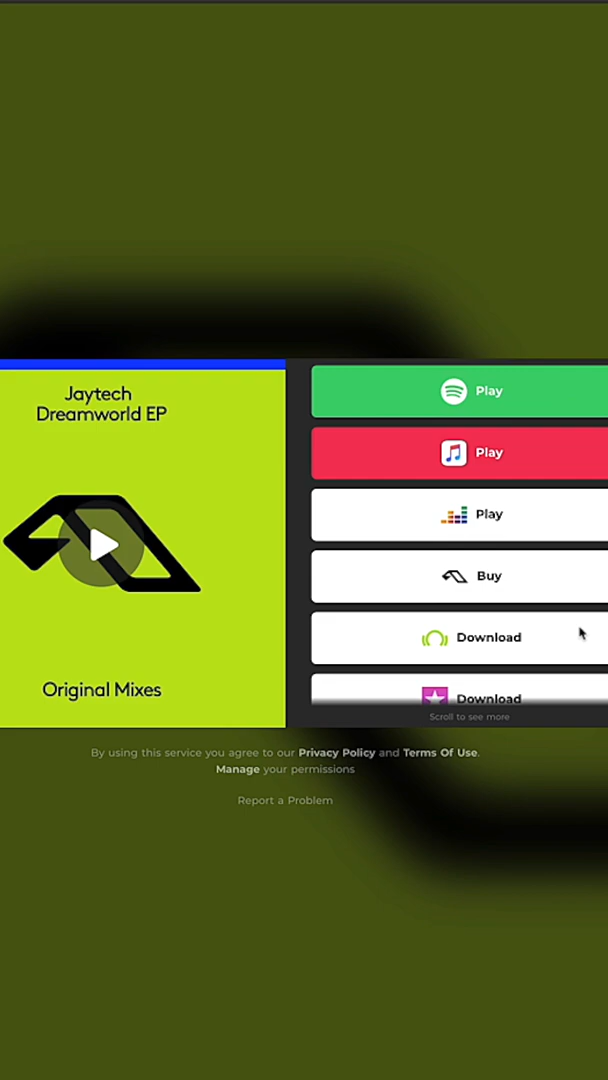 Jaytech
Dreamworld EP
Original Mixes
Play
Play
Play
Buy
Download
Download
Scroll to see more
By using this service you agree to our Privacy Policy and Terms Of Use.
Manage your permissions
Report a Problem